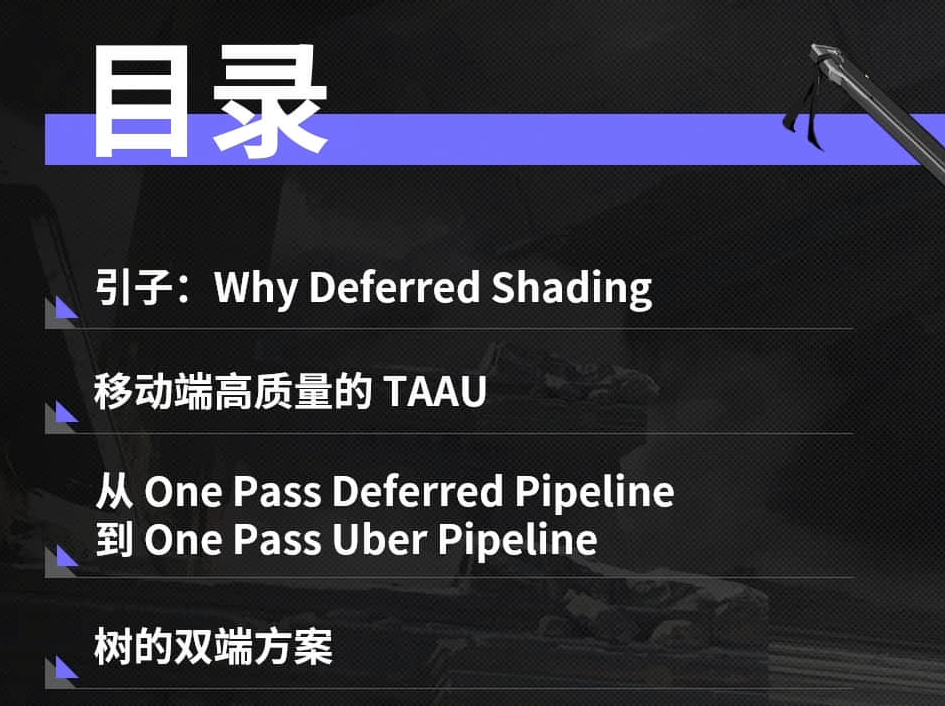 目录
引子：Why Deferred Shading
移动端高质量的 TAAU
从 One Pass Deferred Pipeline
到 One Pass Uber Pipeline
树的双端方案